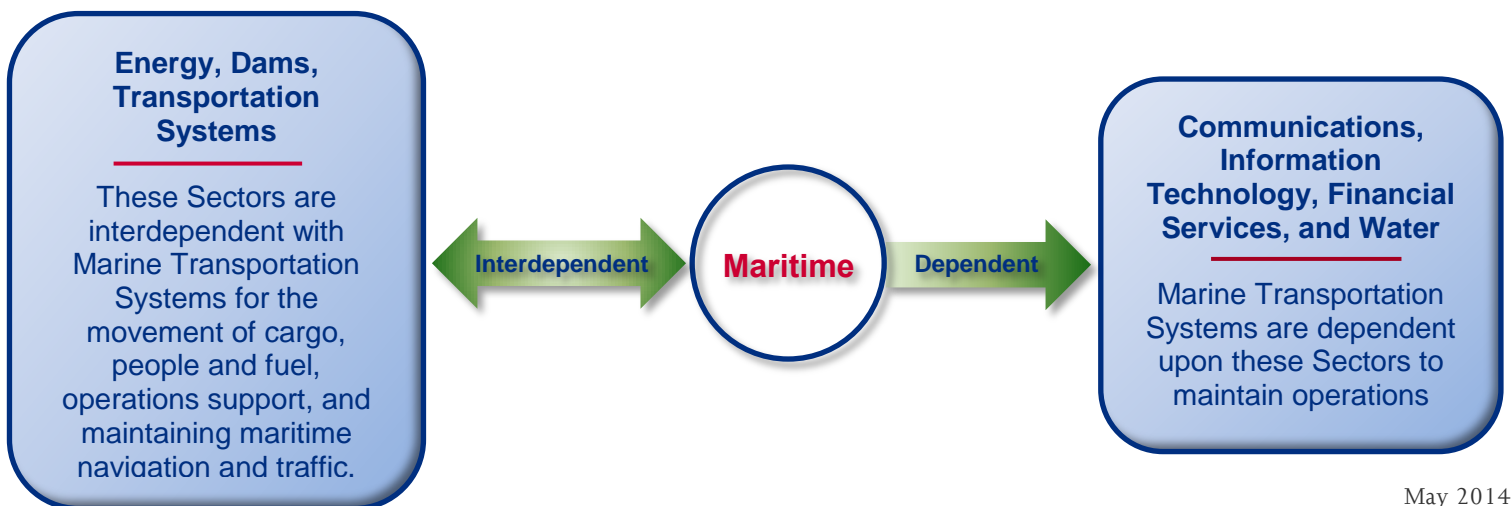 Energy, Dams,
Transportation
Systems
These Sectors are
interdependent with
Marine Transportation
Systems for the
movement of cargo,
people and fuel,
operations support, and
maintaining maritime
navigation and traffic.
Interdependent
Maritime
Dependent
Communications,
Information
Technology, Financial
Services, and Water
Marine Transportation
Systems are dependent
upon these Sectors to
maintain operations
May 2014